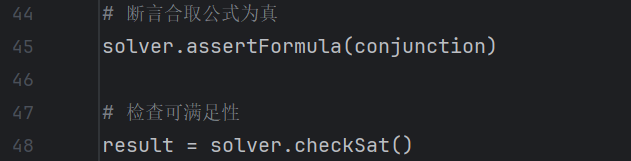 44 # 断言合取公式为真
45 solver.assertFormula(conjunction)
46
47 # 检查可满足性
48 result = solver.checkSat()